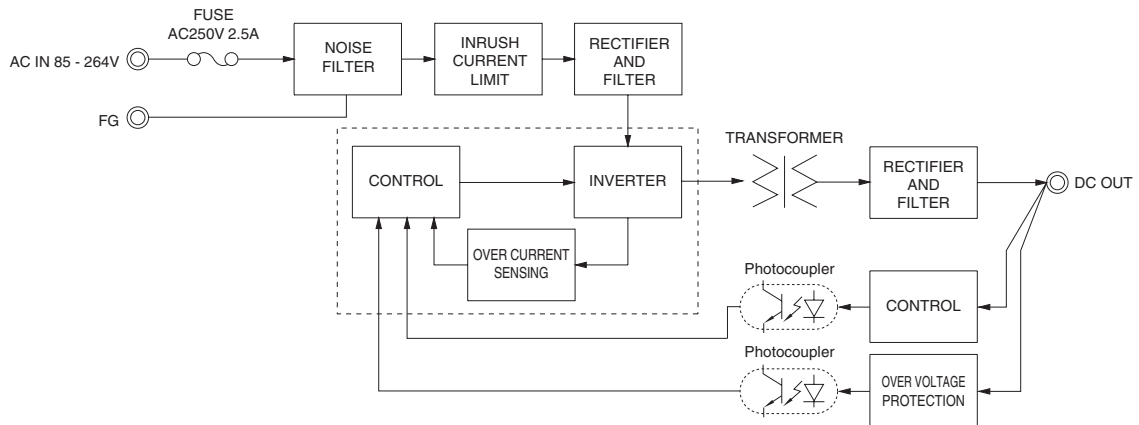 FUSE
AC250V 2.5A
AC IN 85 - 264V
FG
NOISE
FILTER
INRUSH
CURRENT
LIMIT
RECTIFIER
AND
FILTER
CONTROL
INVERTER
OVER CURRENT
SENSING
TRANSFORMER
RECTIFIER
AND
FILTER
DC OUT
Photocoupler
CONTROL
Photocoupler
OVER VOLTAGE
PROTECTION